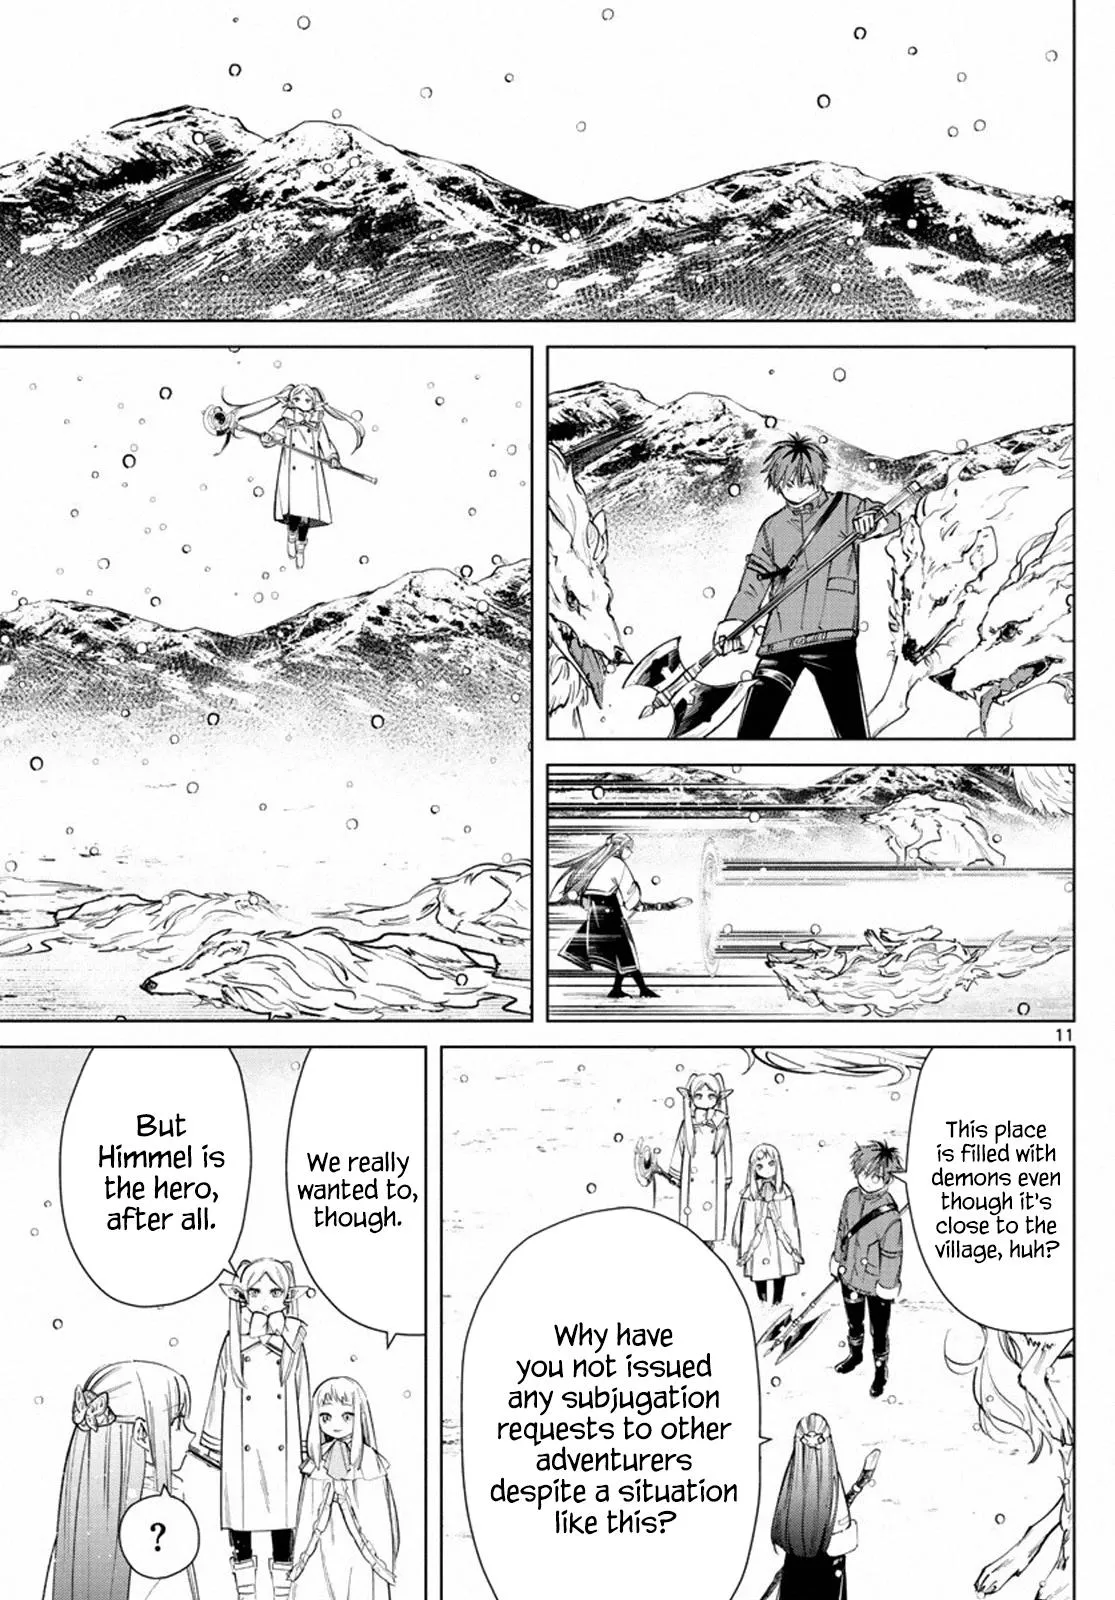 11
This place
is filled with
demons even
though it's
close to the
village, huh?
Why have
you not issued
any subjugation
requests to other
adventurers
despite a situation
like this?
We really
wanted to,
though.
But
Himmel is
the hero,
after all.
?